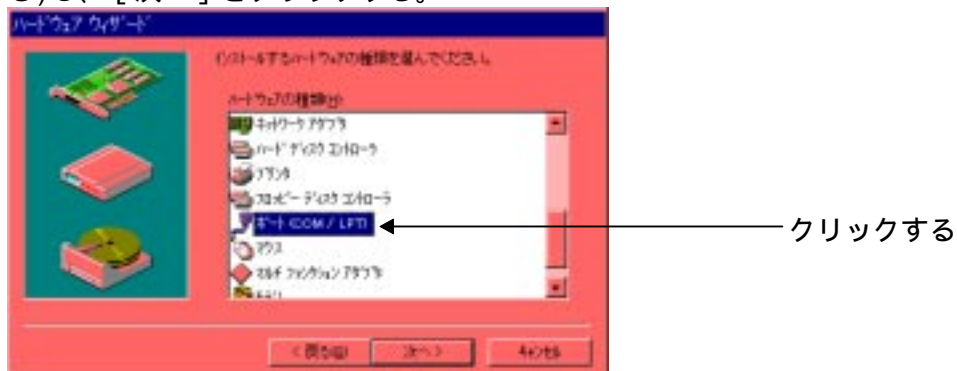 ハードウェア ウィザード
インストールするハードウェアの種類を選んでください。
ハードウェアの種類(H):
ネットワーク アダプタ
ハード ディスク コントローラ
プリンタ
フロッピー ディスク コントローラ
ポート (COM / LPT)
クリックする
マウス
マルチ ファンクション アダプタ
モデム
< 戻る(B)
次へ >
キャンセル